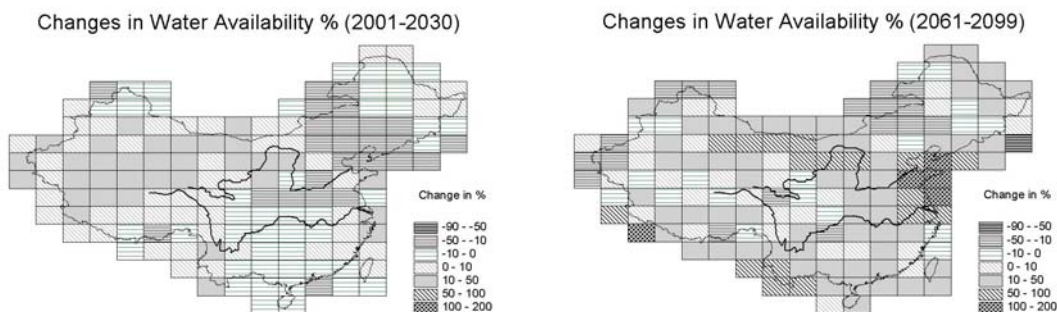 Changes in Water Availability % (2001-2030)
Change in %
-90 - -50
-50 - -10
-10 - 0
0 - 10
10 - 50
50 - 100
100 - 200
Changes in Water Availability % (2061-2099)
Change in %
-90 - -50
-50 - -10
-10 - 0
0 - 10
10 - 50
50 - 100
100 - 200